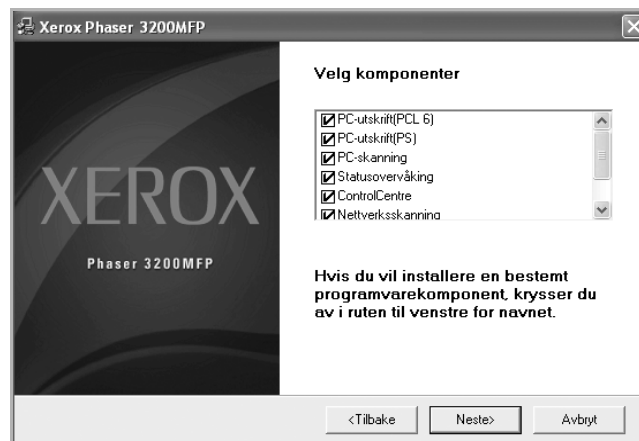 Xerox Phaser 3200MFP
XEROX
Phaser 3200MFP
Velg komponenter
PC-utskrift(PCL 6)
PC-utskrift(PS)
PC-skanning
Statusovervåking
ControlCentre
Nettverksskanning
Hvis du vil installere en bestemt
programvarekomponent, krysser du
av i ruten til venstre for navnet.
<Tilbake
Neste>
Avbryt